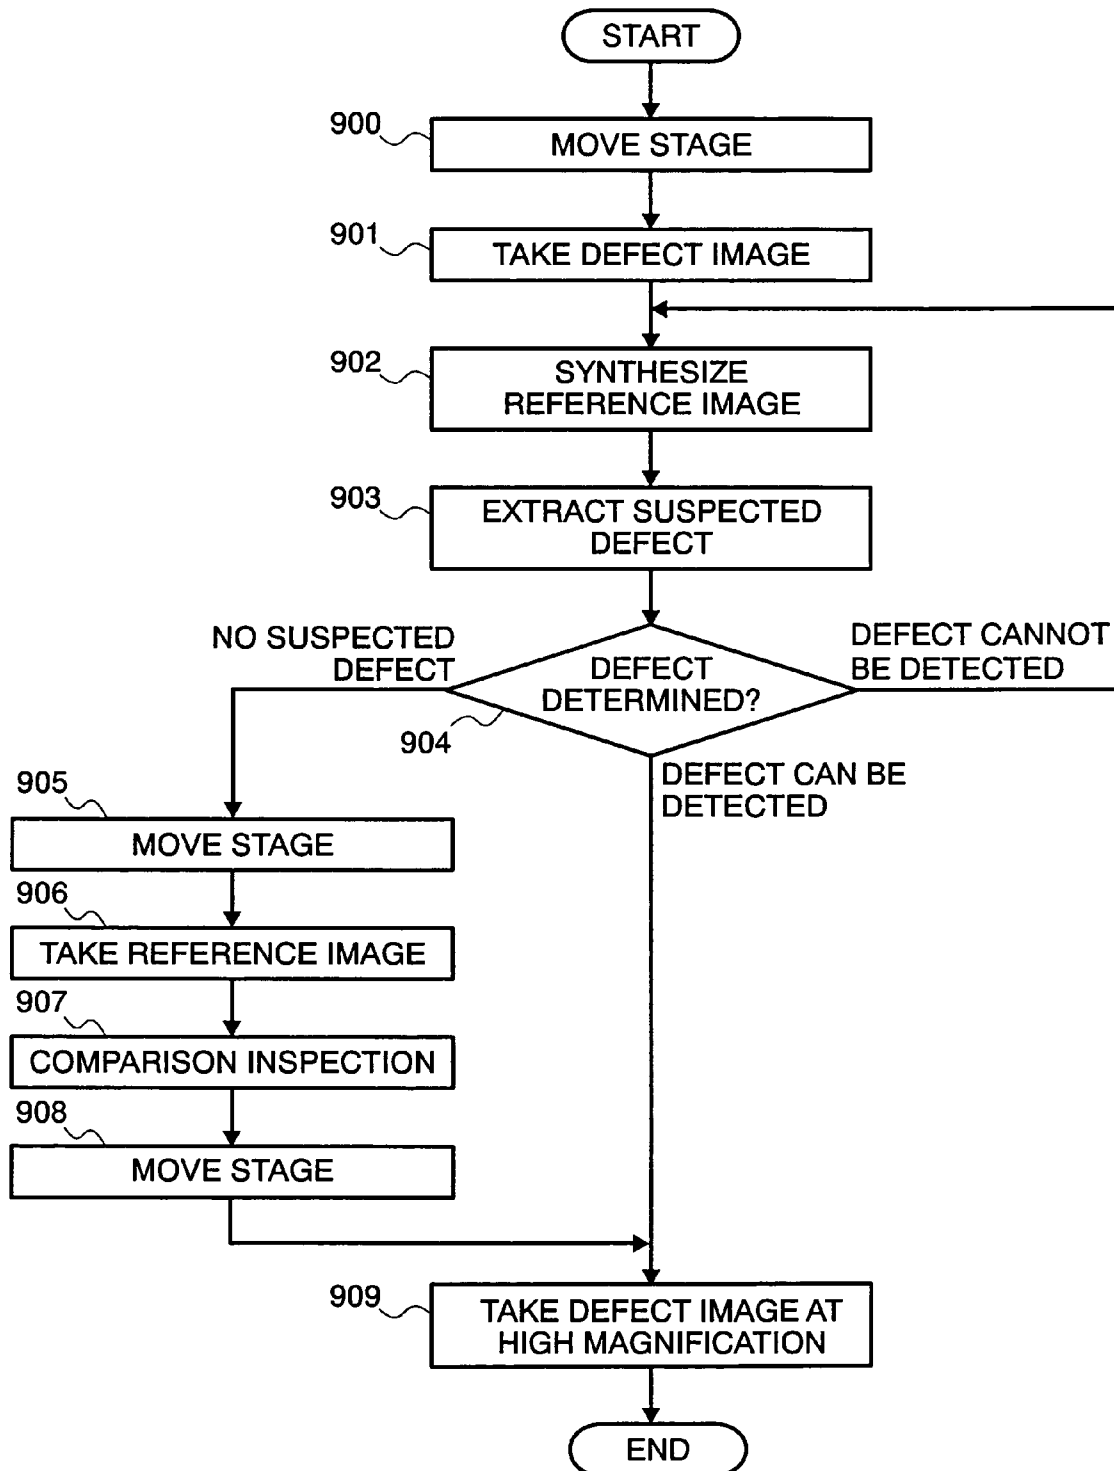 START
900
MOVE STAGE
901
TAKE DEFECT IMAGE
902
SYNTHESIZE
REFERENCE IMAGE
903
EXTRACT SUSPECTED
DEFECT
NO SUSPECTED
DEFECT
DEFECT
DETERMINED?
904
DEFECT CANNOT
BE DETECTED
DEFECT CAN BE
DETECTED
905
MOVE STAGE
906
TAKE REFERENCE IMAGE
907
COMPARISON INSPECTION
908
MOVE STAGE
909
TAKE DEFECT IMAGE AT
HIGH MAGNIFICATION
END